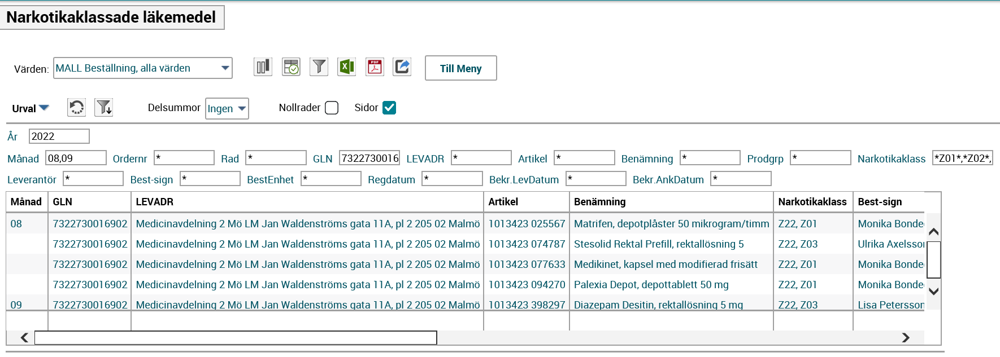 Narkotikaklassade läkemedel
Värden: MALL Beställning, alla värden PDF Till Meny
Urval Delsummor Ingen Nollrader Sidor
År 2022
Månad 08,09 Ordernr * Rad * GLN 7322730016 LEVADR * Artikel * Benämning * Prodgrp * Narkotikaklass *Z01*,*Z02*,
Leverantör * Best-sign * BestEnhet * Regdatum * Bekr.LevDatum * Bekr.AnkDatum *
Månad GLN LEVADR Artikel Benämning Narkotikaklass Best-sign
08 7322730016902 Medicinavdelning 2 Mö LM Jan Waldenströms gata 11A, pl 2 205 02 Malmö 1013423 025567 Matrifen, depotplåster 50 mikrogram/timm Z22, Z01 Monika Bonde
7322730016902 Medicinavdelning 2 Mö LM Jan Waldenströms gata 11A, pl 2 205 02 Malmö 1013423 074787 Stesolid Rektal Prefill, rektallösning 5 Z22, Z03 Ulrika Axelsson
7322730016902 Medicinavdelning 2 Mö LM Jan Waldenströms gata 11A, pl 2 205 02 Malmö 1013423 077633 Medikinet, kapsel med modifierad frisätt Z22, Z01 Monika Bonde
7322730016902 Medicinavdelning 2 Mö LM Jan Waldenströms gata 11A, pl 2 205 02 Malmö 1013423 094270 Palexia Depot, depottablett 50 mg Z22, Z01 Monika Bonde
09 7322730016902 Medicinavdelning 2 Mö LM Jan Waldenströms gata 11A, pl 2 205 02 Malmö 1013423 398297 Diazepam Desitin, rektallösning 5 mg Z22, Z03 Lisa Petersson